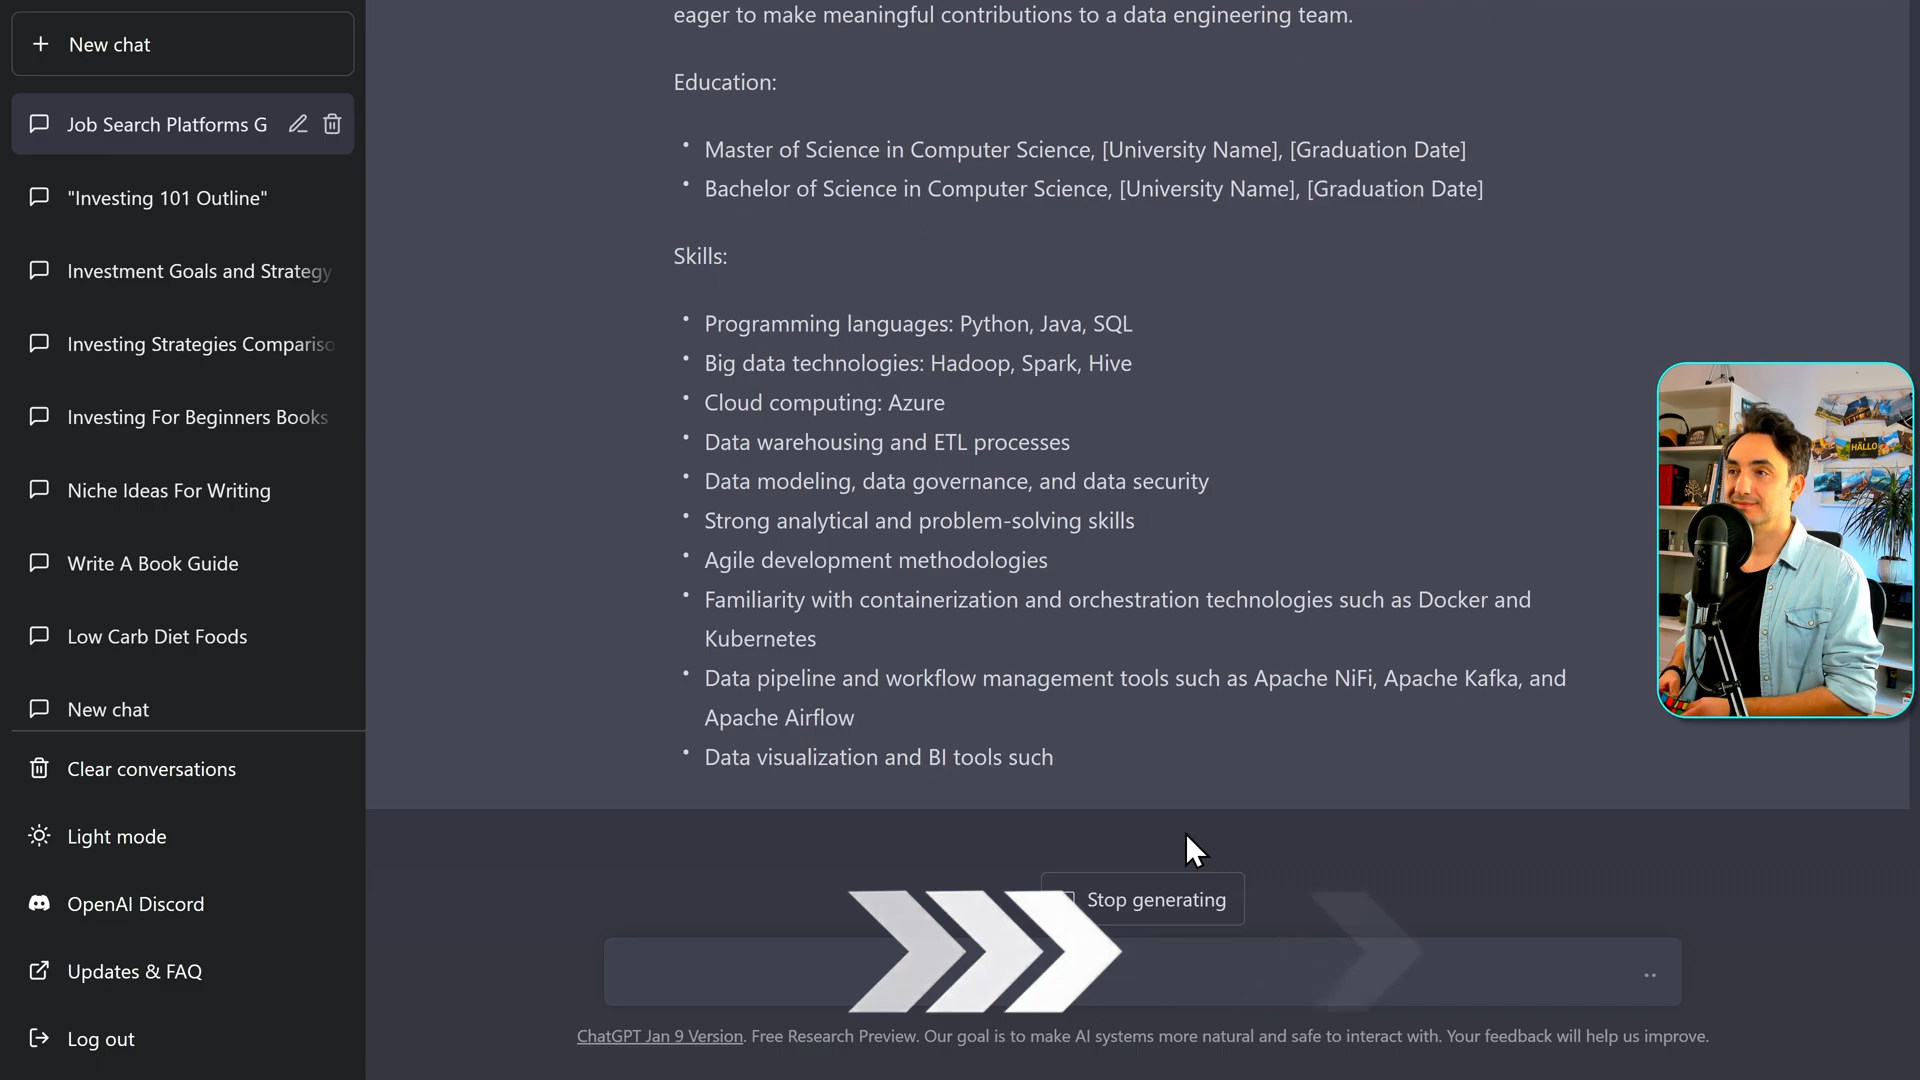 New chat
Job Search Platforms G
"Investing 101 Outline"
Investment Goals and Strategy
Investing Strategies Compariso
Investing For Beginners Books
Niche Ideas For Writing
Write A Book Guide
Low Carb Diet Foods
New chat
Clear conversations
Light mode
OpenAI Discord
Updates & FAQ
Log out
eager to make meaningful contributions to a data engineering team.
Education:
• Master of Science in Computer Science, [University Name], [Graduation Date]
• Bachelor of Science in Computer Science, [University Name], [Graduation Date]
Skills:
• Programming languages: Python, Java, SQL
• Big data technologies: Hadoop, Spark, Hive
• Cloud computing: Azure
• Data warehousing and ETL processes
• Data modeling, data governance, and data security
• Strong analytical and problem-solving skills
• Agile development methodologies
• Familiarity with containerization and orchestration technologies such as Docker and
Kubernetes
• Data pipeline and workflow management tools such as Apache NiFi, Apache Kafka, and
Apache Airflow
• Data visualization and BI tools such
HALLO
Stop generating
ChatGPT Jan 9 Version. Free Research Preview. Our goal is to make AI systems more natural and safe to interact with. Your feedback will help us improve.